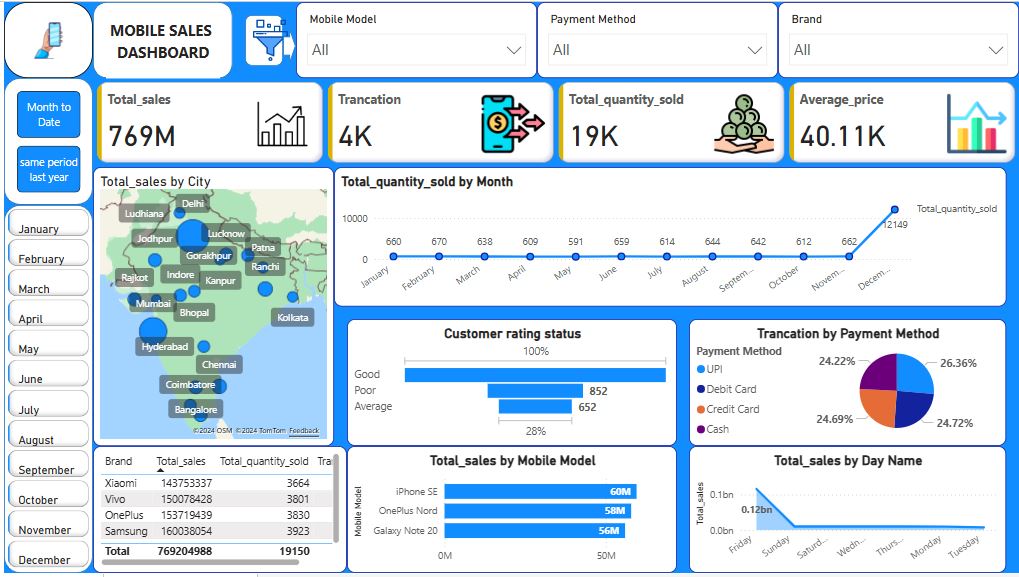 MOBILE SALES
DASHBOARD
Mobile Model
All
Payment Method
All
Brand
All
Month to
Date
same period
last year
Total_sales
769M
Trancation
4K
Total_quantity_sold
19K
Average_price
40.11K
January
February
March
April
May
June
July
August
September
October
November
December
Total_sales by City
Delhi
Ludhiana
Jodhpur
Lucknow
Gorakhpur
Patna
Ranchi
Rajkot
Indore
Kanpur
Mumbai
Bhopal
Kolkata
Hyderabad
Chennai
Coimbatore
Bangalore
©2024 OSM ©2024 TomTom Feedback
Total_quantity_sold by Month
10000
0
660
670
638
609
591
659
614
644
642
612
662
12149
Total_quantity_sold
January
February
March
April
May
June
July
August
Septem...
October
Novem...
Decem...
Customer rating status
100%
Good
Poor
852
Average
652
28%
Trancation by Payment Method
Payment Method
UPI
Debit Card
Credit Card
Cash
24.22%
26.36%
24.69%
24.72%
Brand Total_sales Total_quantity_sold Tra
Xiaomi 143753337 3664
Vivo 150078428 3801
OnePlus 153719439 3830
Samsung 160038054 3923
Total 769204988 19150
Total_sales by Mobile Model
Mobile Model
iPhone SE 60M
OnePlus Nord 58M
Galaxy Note 20 56M
0M 50M
Total_sales by Day Name
Total_sales
0.1bn
0.0bn
0.12bn
Friday
Sunday
Saturd...
Wedn...
Thurs...
Monday
Tuesday